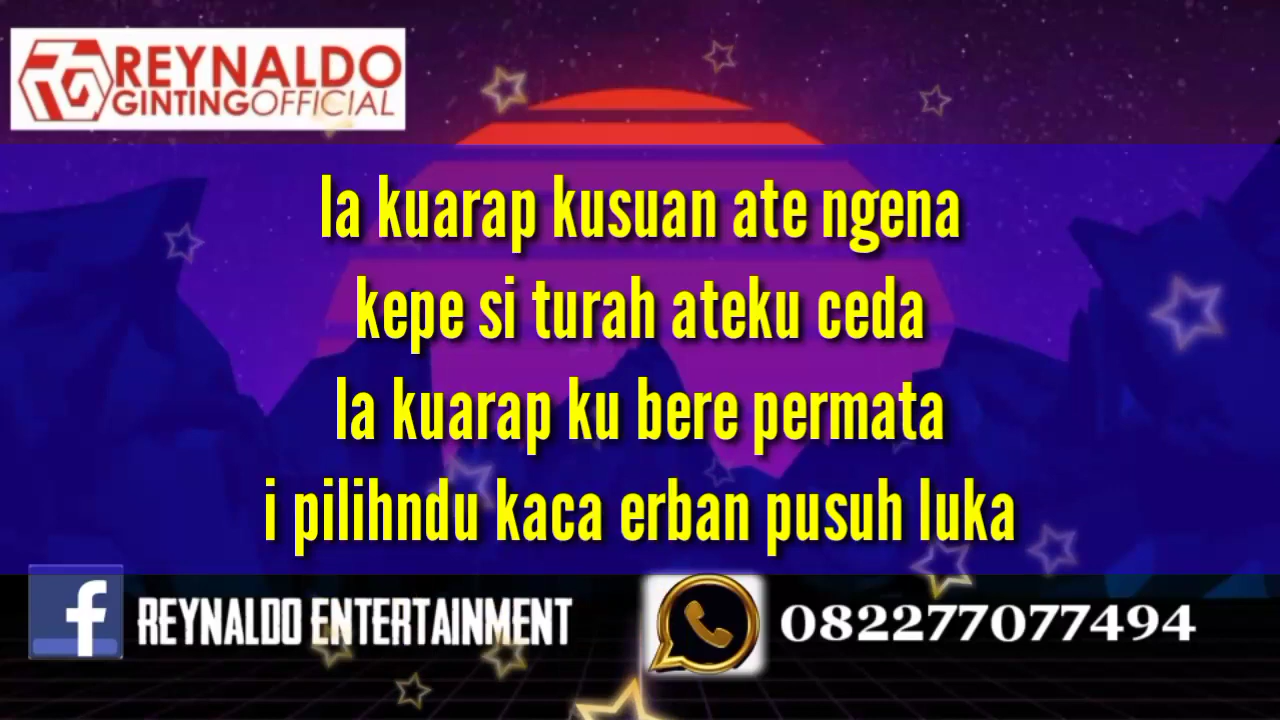 REYNALDO
GINTINGOFFICIAL
la kuarap kusuan ate ngena
kepe si turah ateku ceda
la kuarap ku bere permata
i pilihndu kaca erban pusuh luka
REYNALDO ENTERTAINMENT
082277077494